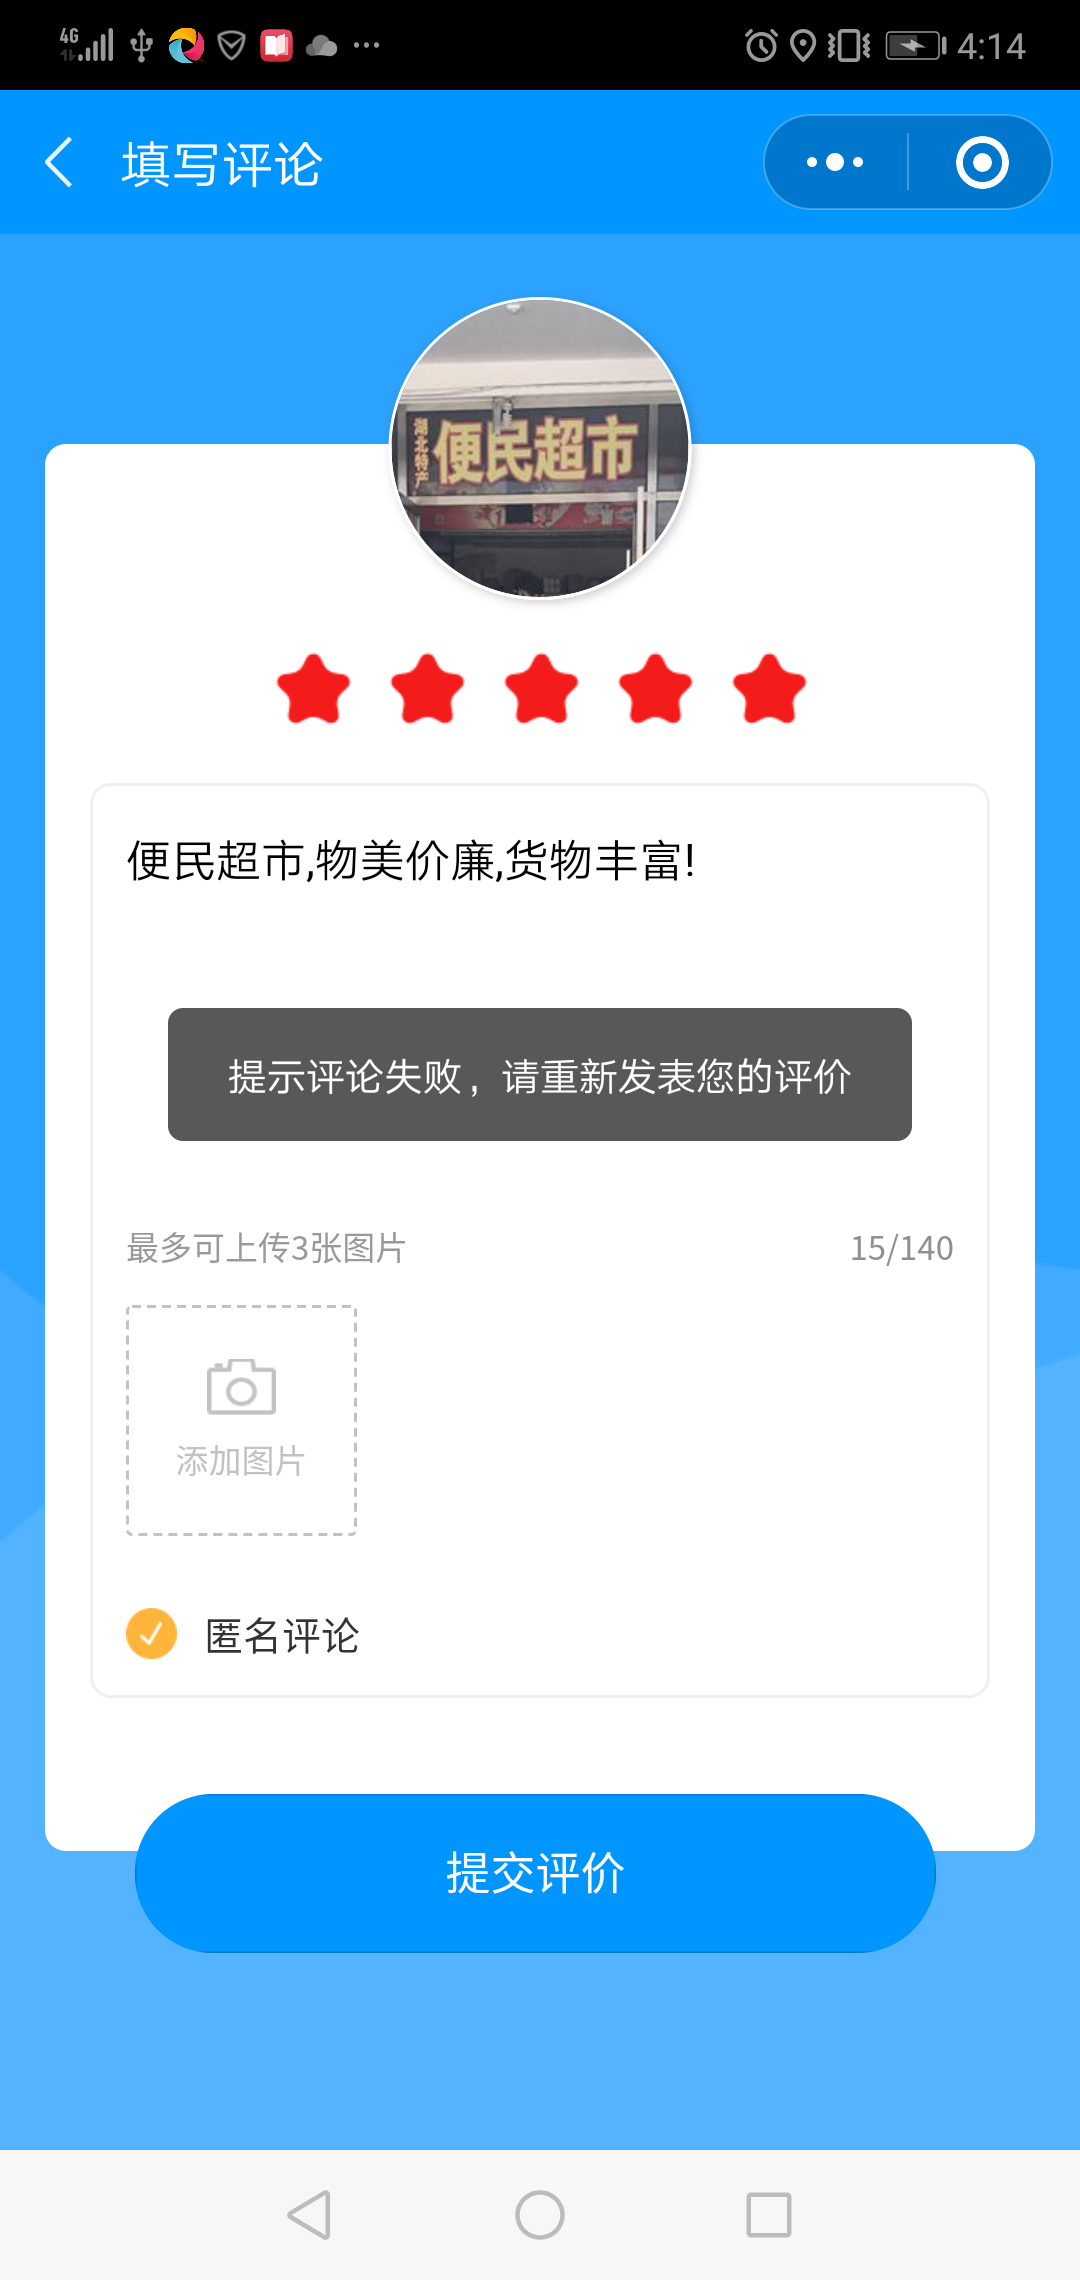 4G
4:14
填写评论
湖北特产
便民超市
便民超市,物美价廉,货物丰富!
提示评论失败，请重新发表您的评价
最多可上传3张图片
15/140
添加图片
匿名评论
提交评价